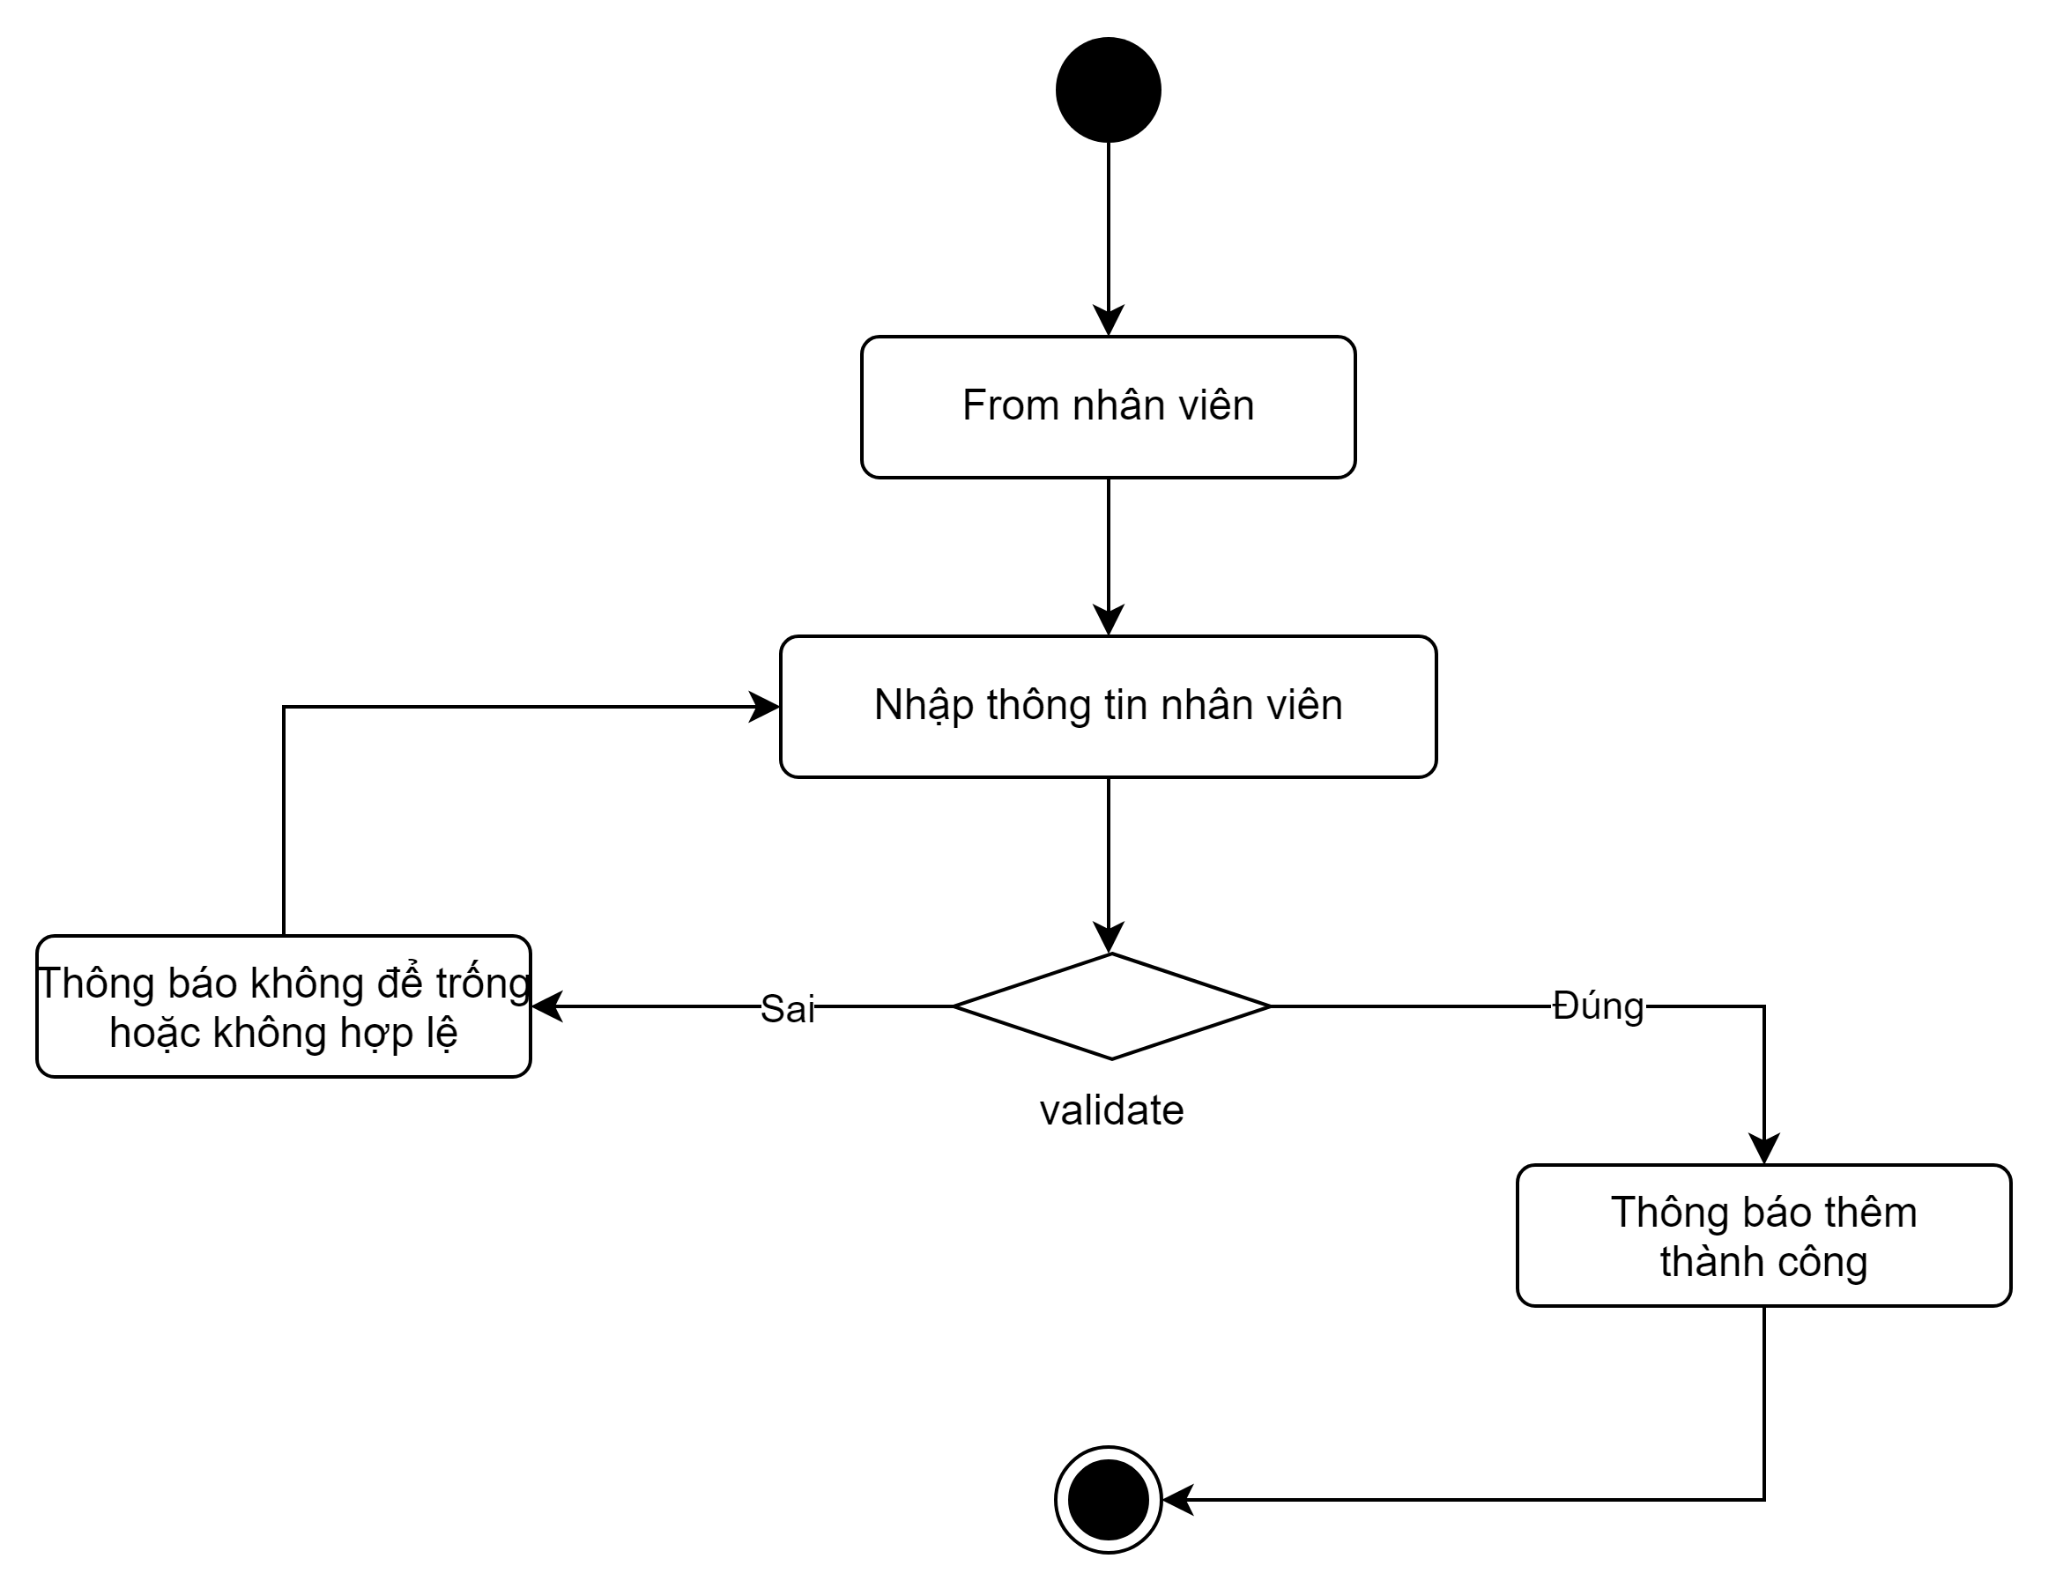 From nhân viên
Nhập thông tin nhân viên
Thông báo không để trống
hoặc không hợp lệ
Sai
Đúng
validate
Thông báo thêm
thành công